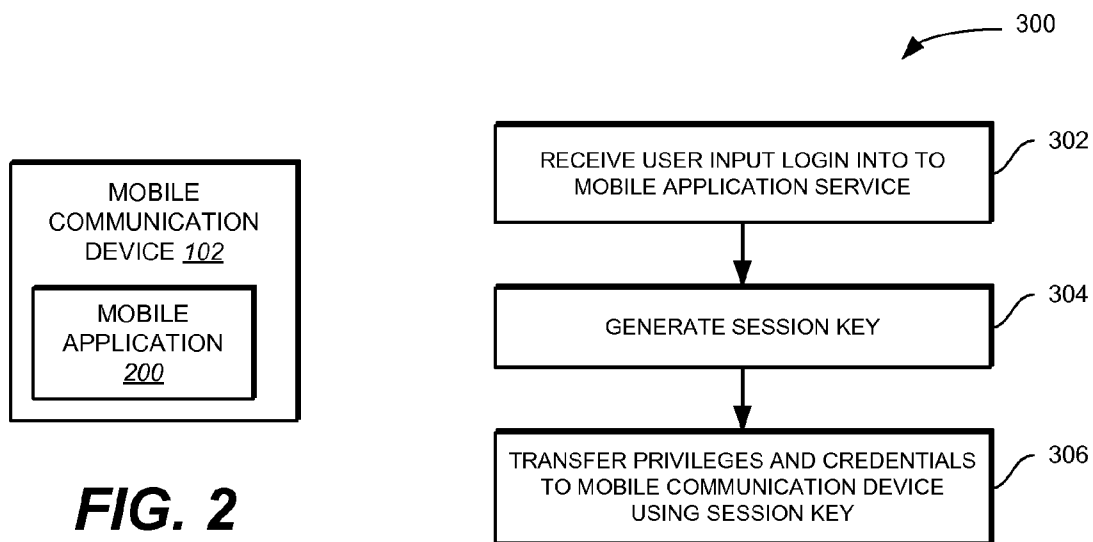 300
MOBILE
COMMUNICATION
DEVICE 102
MOBILE
APPLICATION
200
FIG. 2
RECEIVE USER INPUT LOGIN INTO TO
MOBILE APPLICATION SERVICE
302
GENERATE SESSION KEY
304
TRANSFER PRIVILEGES AND CREDENTIALS
TO MOBILE COMMUNICATION DEVICE
USING SESSION KEY
306